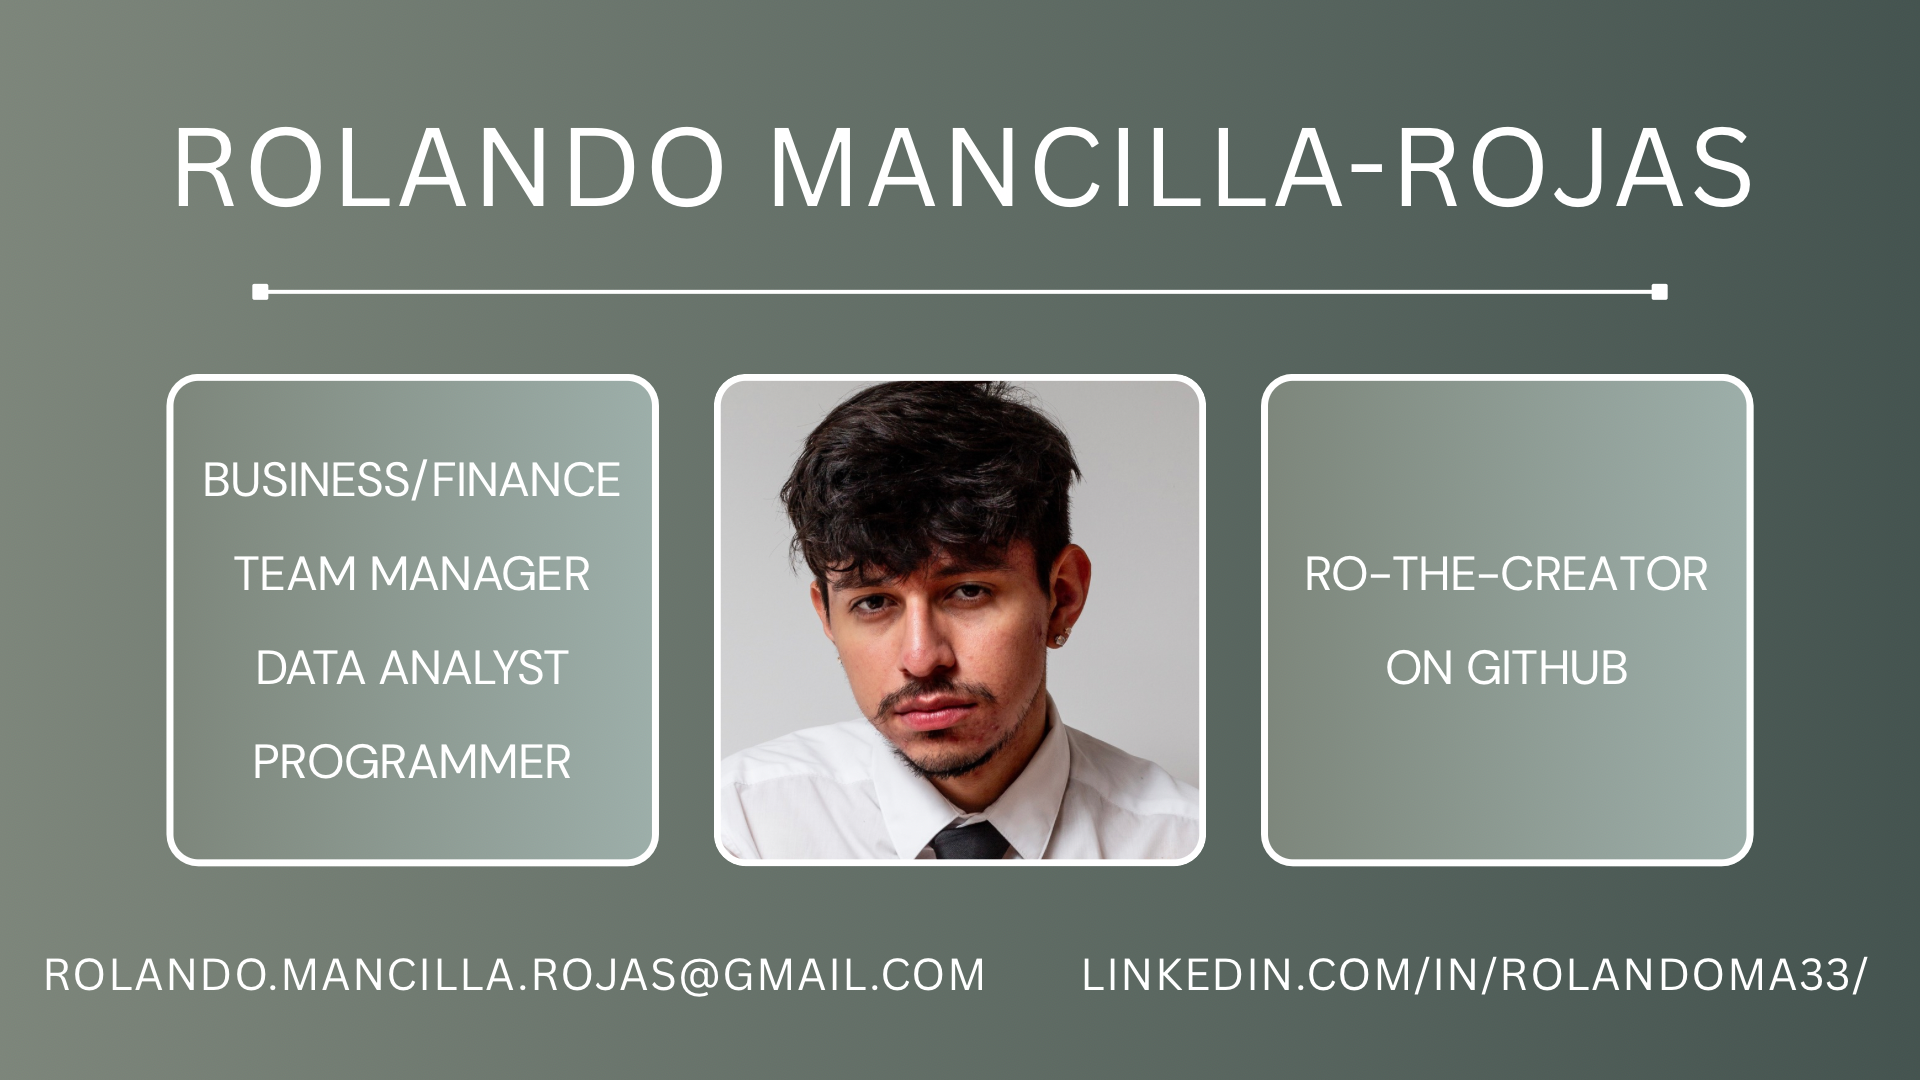 ROLANDO MANCILLA-ROJAS
BUSINESS/FINANCE
TEAM MANAGER
DATA ANALYST
PROGRAMMER
RO-THE-CREATOR
ON GITHUB
ROLANDO.MANCILLA.ROJAS@GMAIL.COM
LINKEDIN.COM/IN/ROLANDOMA33/